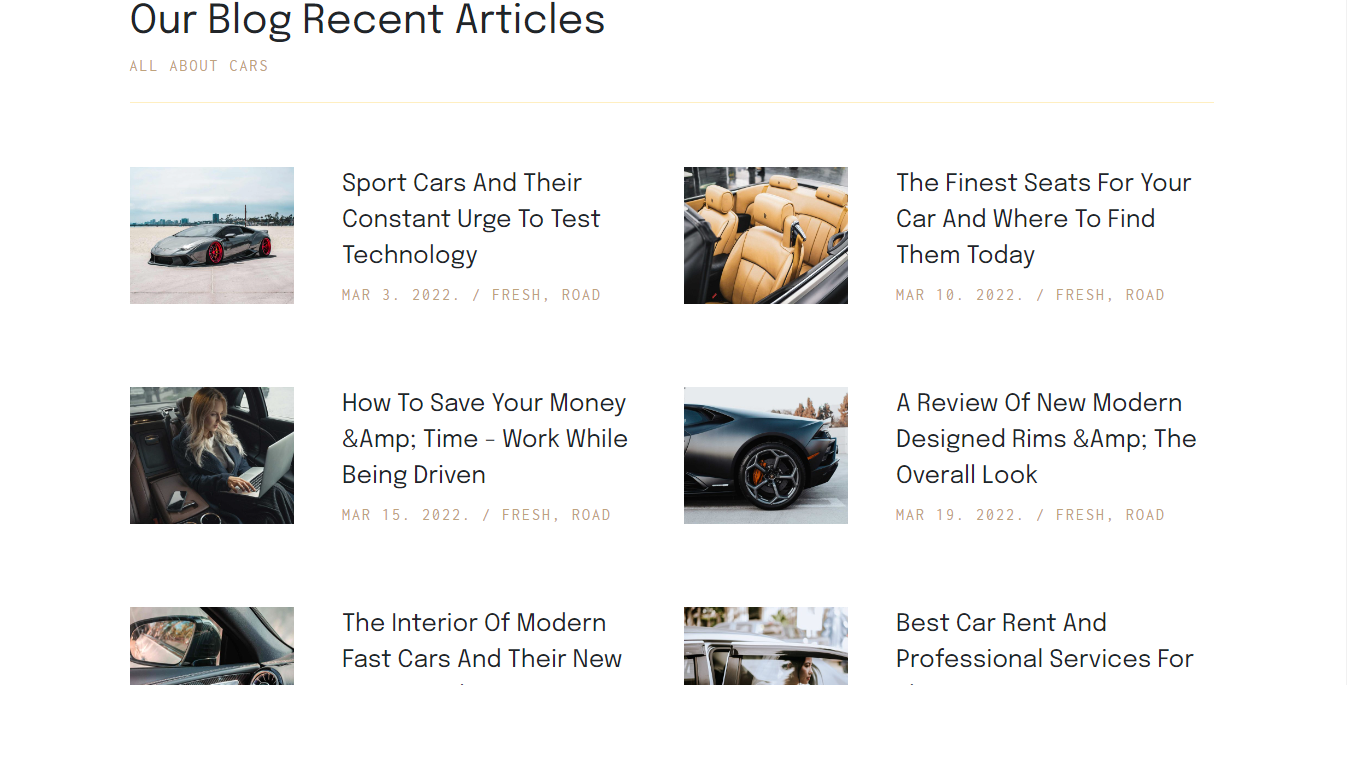 Our Blog Recent Articles
ALL ABOUT CARS
Sport Cars And Their
Constant Urge To Test
Technology
MAR 3. 2022. / FRESH, ROAD
The Finest Seats For Your
Car And Where To Find
Them Today
MAR 10. 2022. / FRESH, ROAD
How To Save Your Money
&Amp; Time – Work While
Being Driven
MAR 15. 2022. / FRESH, ROAD
A Review Of New Modern
Designed Rims &Amp; The
Overall Look
MAR 19. 2022. / FRESH, ROAD
The Interior Of Modern
Fast Cars And Their New
Best Car Rent And
Professional Services For